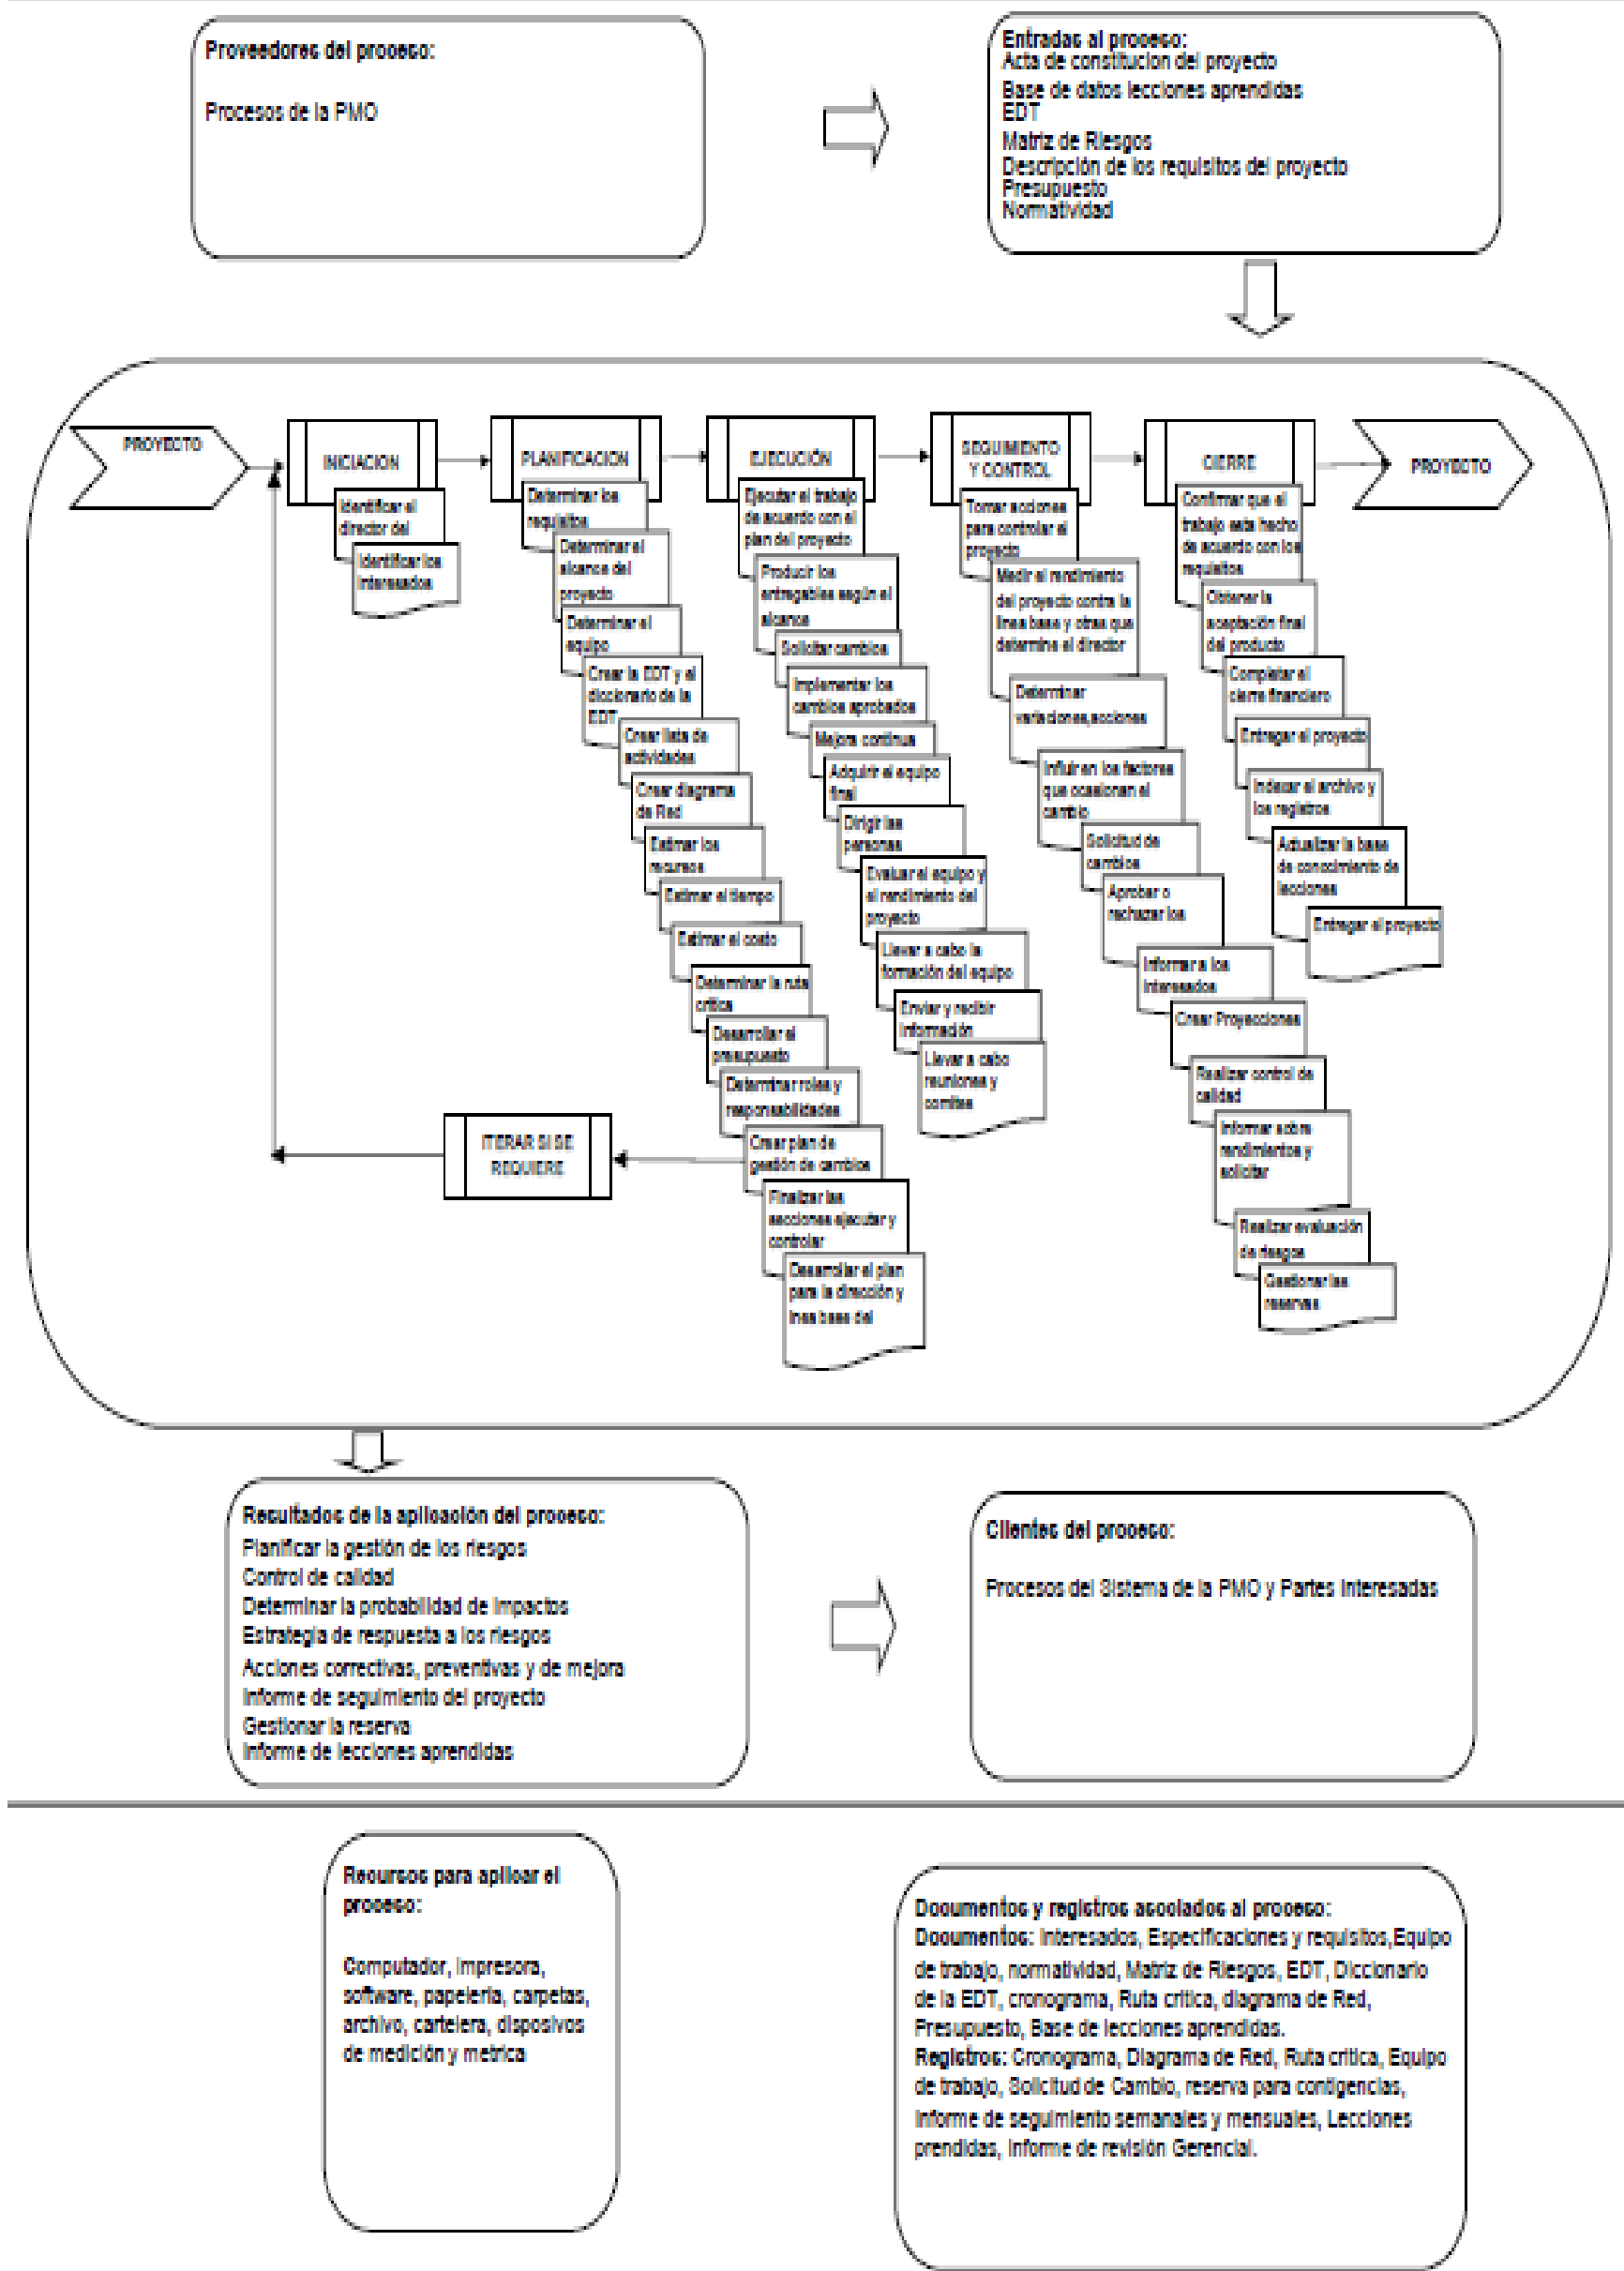 Proveedores del proceso:
Procesos de la PMO
Entradas al proceso:
Acta de constitucion del proyecto
Base de datos lecciones aprendidas
EDT
Matriz de Riesgos
Descripción de los requisitos del proyecto
Presupuesto
Normatividad
PROYECTO
INICIACION
Identificar el
director del
Identificar los
interesados
PLANIFICACION
Determinar los
requisitos
Determinar el
alcance del
proyecto
Determinar el
equipo
Crear la EDT y el
diccionario de la
EDT
Crear lista de
actividades
Crear diagrama
de Red
Estimar los
recursos
Estimar el tiempo
Estimar el costo
Determinar la ruta
critica
Desarrollar el
presupuesto
Determinar roles y
responsabilidades
Crear plan de
gestión de cambios
Finalizar las
secciones ejecutar y
controlar
Desarrollar el plan
para la dirección y
linea base del
ITERAR SI SE
REQUIERE
EJECUCIÓN
Ejecutar el trabajo
de acuerdo con el
plan del proyecto
Producir los
entregables según el
alcance
Solicitar cambios
Implementar los
cambios aprobados
Mejora continua
Adquirir el equipo
final
Dirigir las
personas
Evaluar el equipo y
el rendimiento del
proyecto
Llevar a cabo la
formación del equipo
Enviar y recibir
información
Llevar a cabo
reuniones y
comites
SEGUIMIENTO
Y CONTROL
Tomar acciones
para controlar el
proyecto
Medir el rendimiento
del proyecto contra la
linea base y otras que
determine el director
Determinar
variaciones,acciones
Influir en los factores
que ocasionan el
cambio
Solicitud de
cambios
Aprobar o
rechazar los
Informar a los
interesados
Crear Proyecciones
Realizar control de
calidad
Informar sobre
rendimientos y
solicitar
Realizar evaluación
de riesgos
Gestionar las
reservas
CIERRE
Confirmar que el
trabajo esta hecho
de acuerdo con los
requisitos
Obtener la
aceptación final
del producto
Completar el
cierre financiero
Entregar el proyecto
Indexar el archivo y
los registros
Actualizar la base
de conocimiento de
lecciones
Entregar el proyecto
PROYECTO
Resultados de la aplicación del proceso:
Planificar la gestión de los riesgos
Control de calidad
Determinar la probabilidad de impactos
Estrategia de respuesta a los riesgos
Acciones correctivas, preventivas y de mejora
Informe de seguimiento del proyecto
Gestionar la reserva
Informe de lecciones aprendidas
Clientes del proceso:
Procesos del Sistema de la PMO y Partes interesadas
Recursos para aplicar el
proceso:
Computador, impresora,
software, papeleria, carpetas,
archivo, cartelera, disposivos
de medición y metrica
Documentos y registros asociados al proceso:
Documentos: Interesados, Especificaciones y requisitos,Equipo
de trabajo, normatividad, Matriz de Riesgos, EDT, Diccionario
de la EDT, cronograma, Ruta critica, diagrama de Red,
Presupuesto, Base de lecciones aprendidas.
Registros: Cronograma, Diagrama de Red, Ruta critica, Equipo
de trabajo, Solicitud de Cambio, reserva para contigencias,
Informe de seguimiento semanales y mensuales, Lecciones
prendidas, Informe de revisión Gerencial.